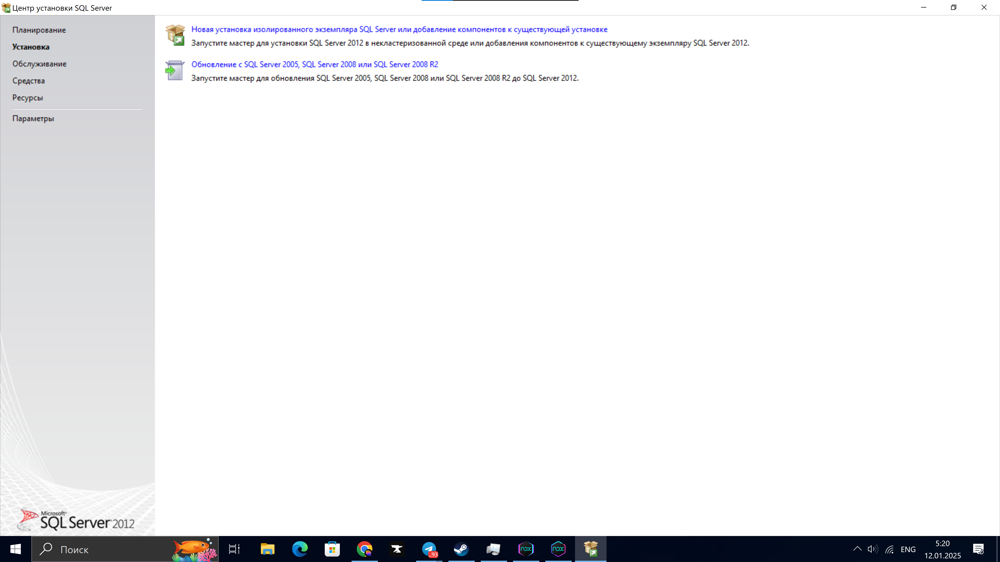 Центр установки SQL Server
Планирование
Установка
Обслуживание
Средства
Ресурсы
Параметры
Новая установка изолированного экземпляра SQL Server или добавление компонентов к существующей установке
Запустите мастер для установки SQL Server 2012 в некластеризованной среде или добавления компонентов к существующему экземпляру SQL Server 2012.
Обновление с SQL Server 2005, SQL Server 2008 или SQL Server 2008 R2
Запустите мастер для обновления SQL Server 2005, SQL Server 2008 или SQL Server 2008 R2 до SQL Server 2012.
Microsoft®
SQL Server® 2012
Поиск
..93
nox
nox
ENG
5:20
12.01.2025